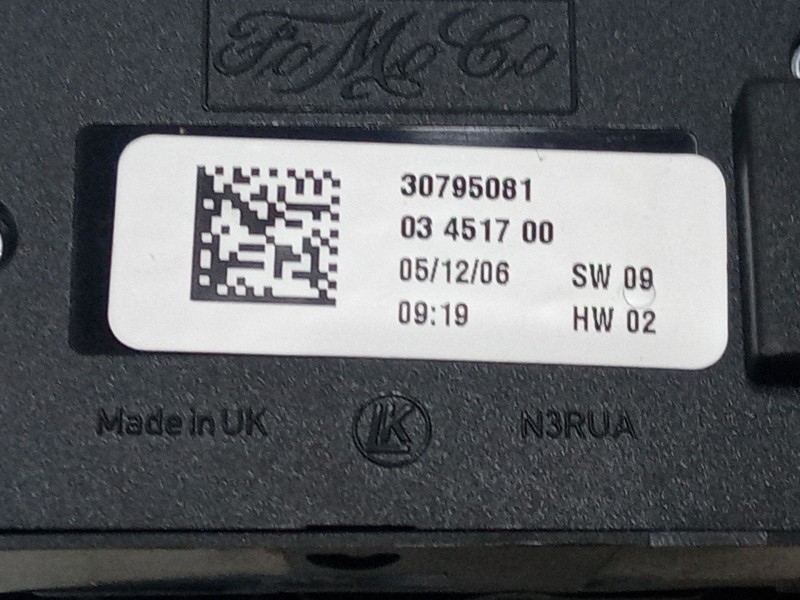 FoMoCo
30795081
03 4517 00
05/12/06 SW 09
09:19 HW 02
Made in UK LK N3RUA